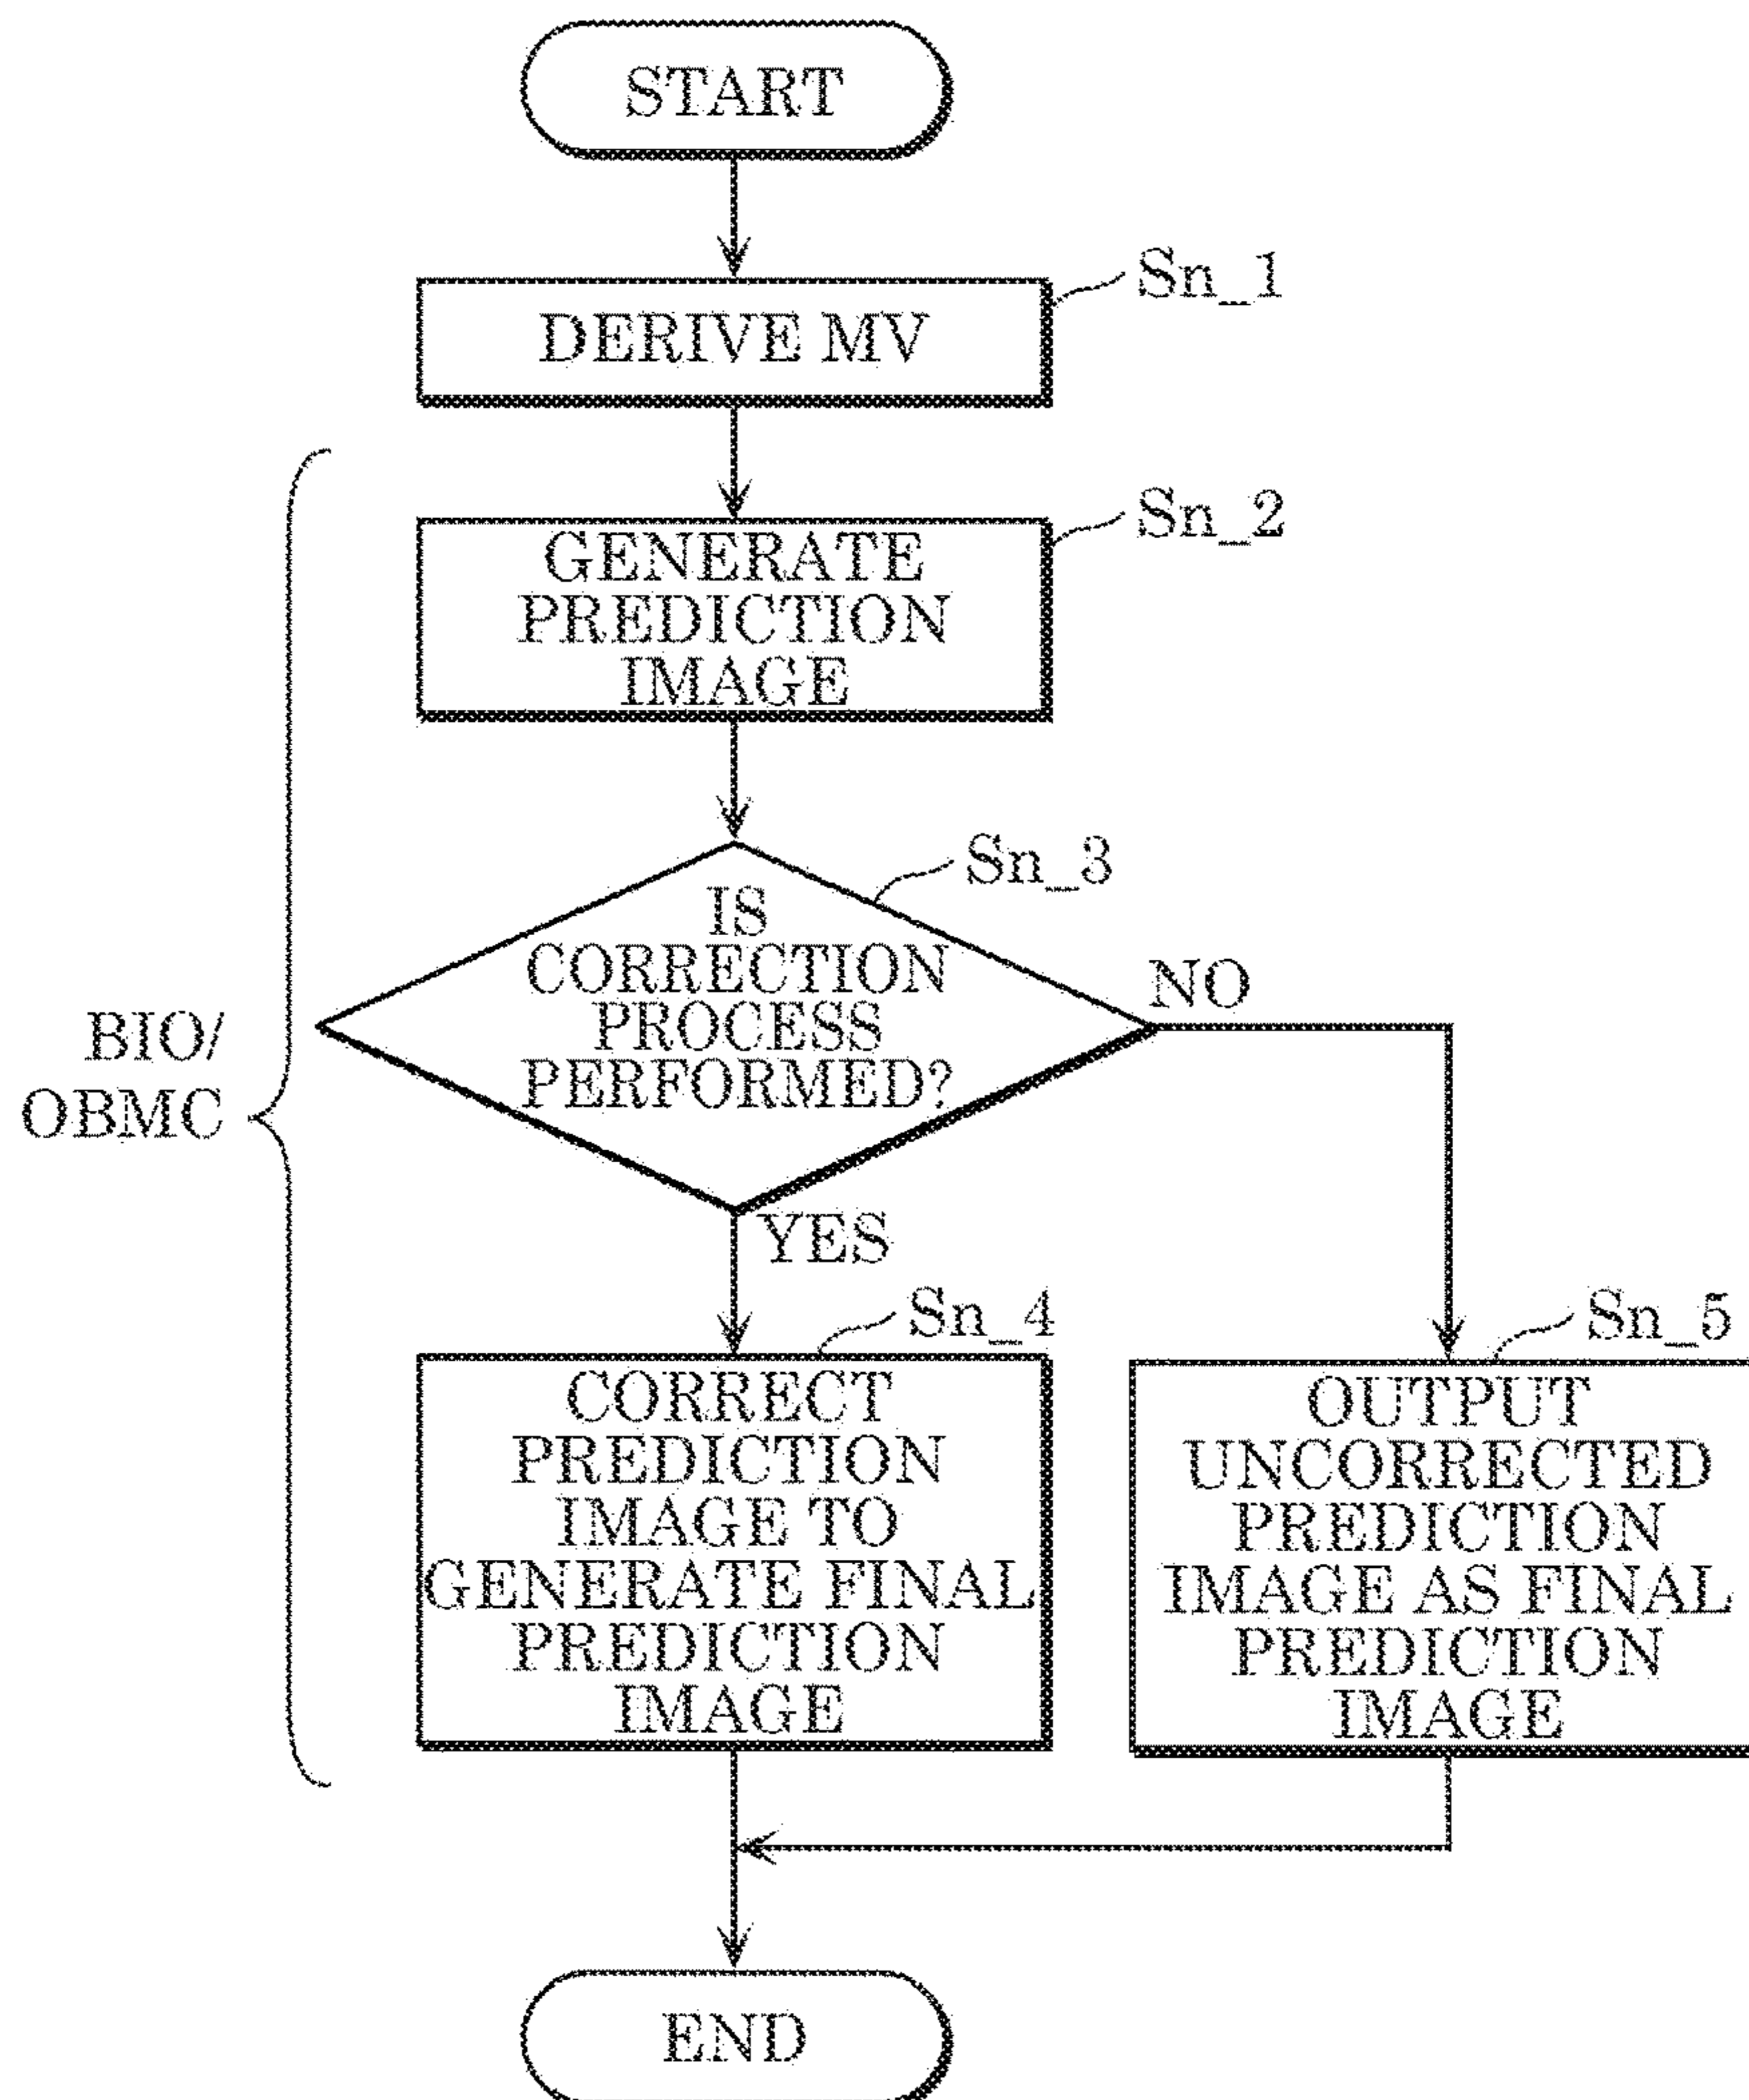 START
Sn_1
DERIVE MV
Sn_2
GENERATE
PREDICTION
IMAGE
Sn_3
IS
CORRECTION
PROCESS
PERFORMED?
NO
BIO/
OBMC
YES
Sn_4
CORRECT
PREDICTION
IMAGE TO
GENERATE FINAL
PREDICTION
IMAGE
Sn_5
OUTPUT
UNCORRECTED
PREDICTION
IMAGE AS FINAL
PREDICTION
IMAGE
END